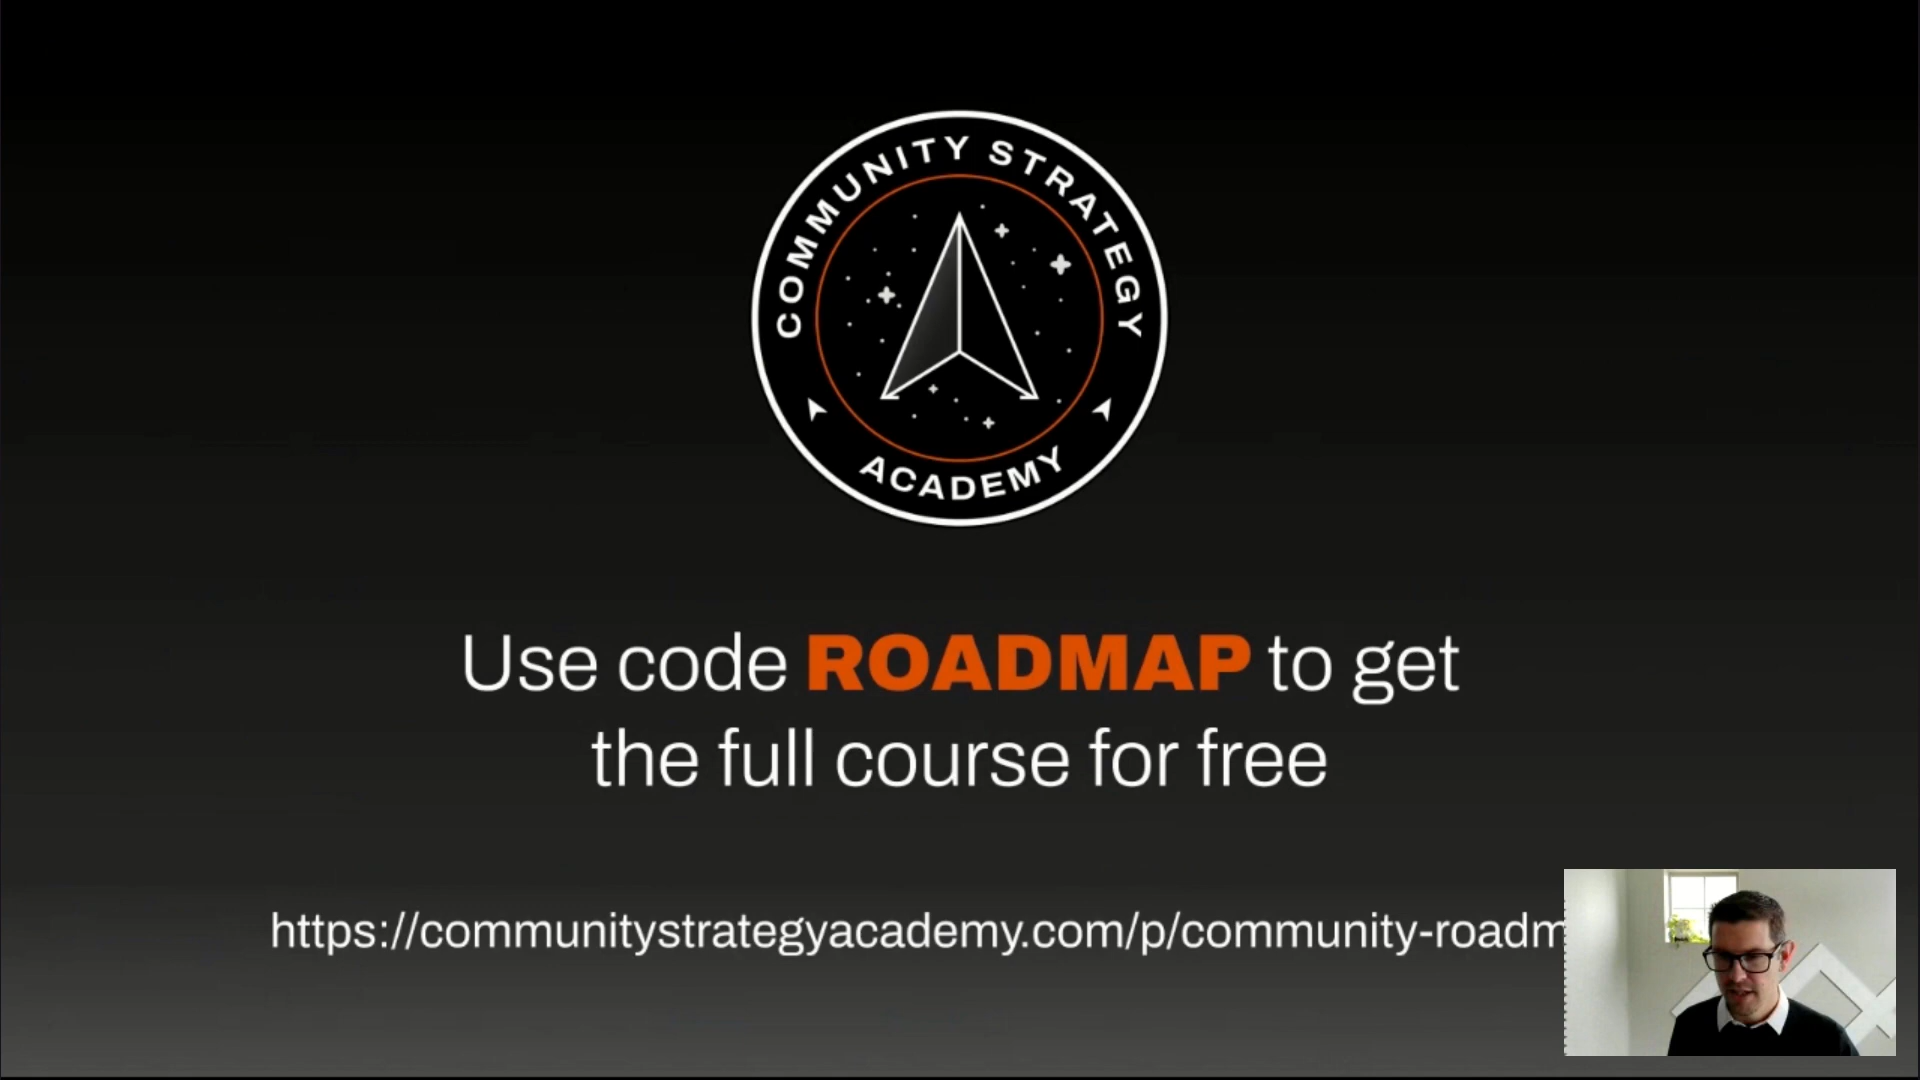 COMMUNITY STRATEGY
ACADEMY
Use code ROADMAP to get
the full course for free
https://communitystrategyacademy.com/p/community-roadm